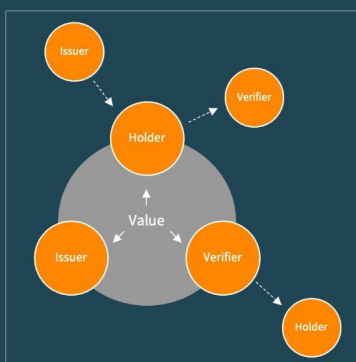 Issuer
Verifier
Holder
Value
Issuer
Verifier
Holder